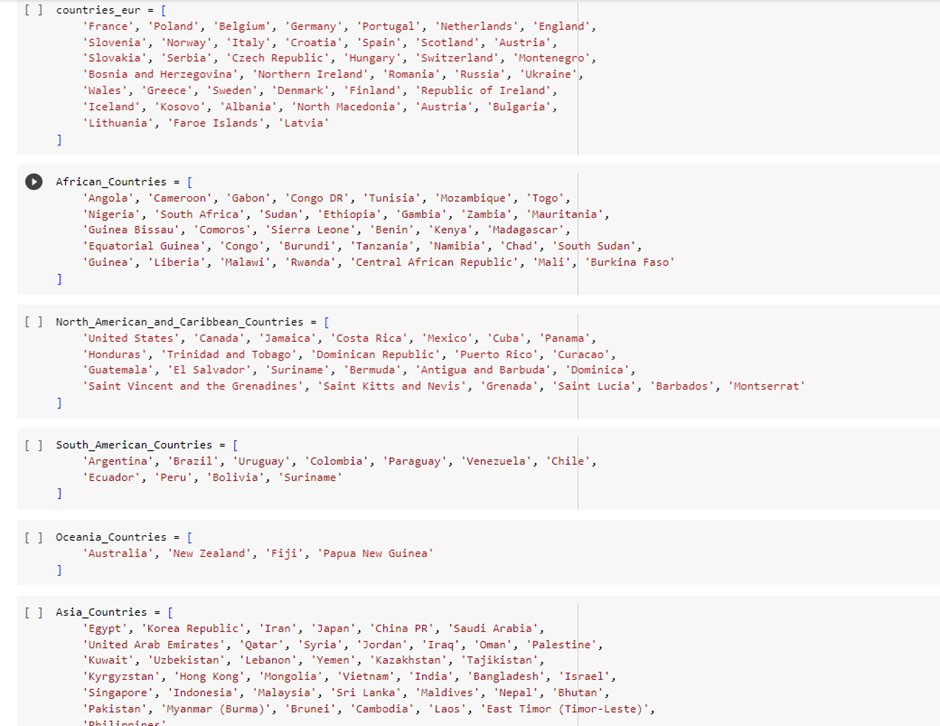 [ ] countries_eur = [
'France', 'Poland', 'Belgium', 'Germany', 'Portugal', 'Netherlands', 'England',
'Slovenia', 'Norway', 'Italy', 'Croatia', 'Spain', 'Scotland', 'Austria',
'Slovakia', 'Serbia', 'Czech Republic', 'Hungary', 'Switzerland', 'Montenegro',
'Bosnia and Herzegovina', 'Northern Ireland', 'Romania', 'Russia', 'Ukraine',
'Wales', 'Greece', 'Sweden', 'Denmark', 'Finland', 'Republic of Ireland',
'Iceland', 'Kosovo', 'Albania', 'North Macedonia', 'Austria', 'Bulgaria',
'Lithuania', 'Faroe Islands', 'Latvia'
]
African_Countries = [
'Angola', 'Cameroon', 'Gabon', 'Congo DR', 'Tunisia', 'Mozambique', 'Togo',
'Nigeria', 'South Africa', 'Sudan', 'Ethiopia', 'Gambia', 'Zambia', 'Mauritania',
'Guinea Bissau', 'Comoros', 'Sierra Leone', 'Benin', 'Kenya', 'Madagascar',
'Equatorial Guinea', 'Congo', 'Burundi', 'Tanzania', 'Namibia', 'Chad', 'South Sudan',
'Guinea', 'Liberia', 'Malawi', 'Rwanda', 'Central African Republic', 'Mali', 'Burkina Faso'
]
[ ] North_American_and_Caribbean_Countries = [
'United States', 'Canada', 'Jamaica', 'Costa Rica', 'Mexico', 'Cuba', 'Panama',
'Honduras', 'Trinidad and Tobago', 'Dominican Republic', 'Puerto Rico', 'Curacao',
'Guatemala', 'El Salvador', 'Suriname', 'Bermuda', 'Antigua and Barbuda', 'Dominica',
'Saint Vincent and the Grenadines', 'Saint Kitts and Nevis', 'Grenada', 'Saint Lucia', 'Barbados', 'Montserrat'
]
[ ] South_American_Countries = [
'Argentina', 'Brazil', 'Uruguay', 'Colombia', 'Paraguay', 'Venezuela', 'Chile',
'Ecuador', 'Peru', 'Bolivia', 'Suriname'
]
[ ] Oceania_Countries = [
'Australia', 'New Zealand', 'Fiji', 'Papua New Guinea'
]
[ ] Asia_Countries = [
'Egypt', 'Korea Republic', 'Iran', 'Japan', 'China PR', 'Saudi Arabia',
'United Arab Emirates', 'Qatar', 'Syria', 'Jordan', 'Iraq', 'Oman', 'Palestine',
'Kuwait', 'Uzbekistan', 'Lebanon', 'Yemen', 'Kazakhstan', 'Tajikistan',
'Kyrgyzstan', 'Hong Kong', 'Mongolia', 'Vietnam', 'India', 'Bangladesh', 'Israel',
'Singapore', 'Indonesia', 'Malaysia', 'Sri Lanka', 'Maldives', 'Nepal', 'Bhutan',
'Pakistan', 'Myanmar (Burma)', 'Brunei', 'Cambodia', 'Laos', 'East Timor (Timor-Leste)',
'Philippines'